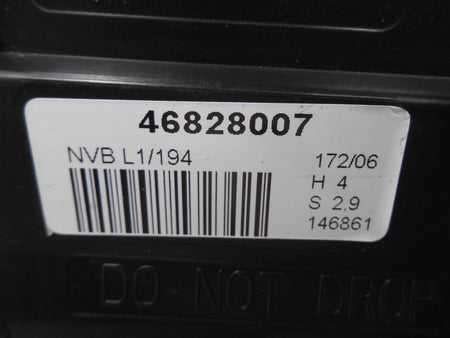 46828007
NVB L1/194
172/06
H 4
S 2,9
146861
DO NOT DROP